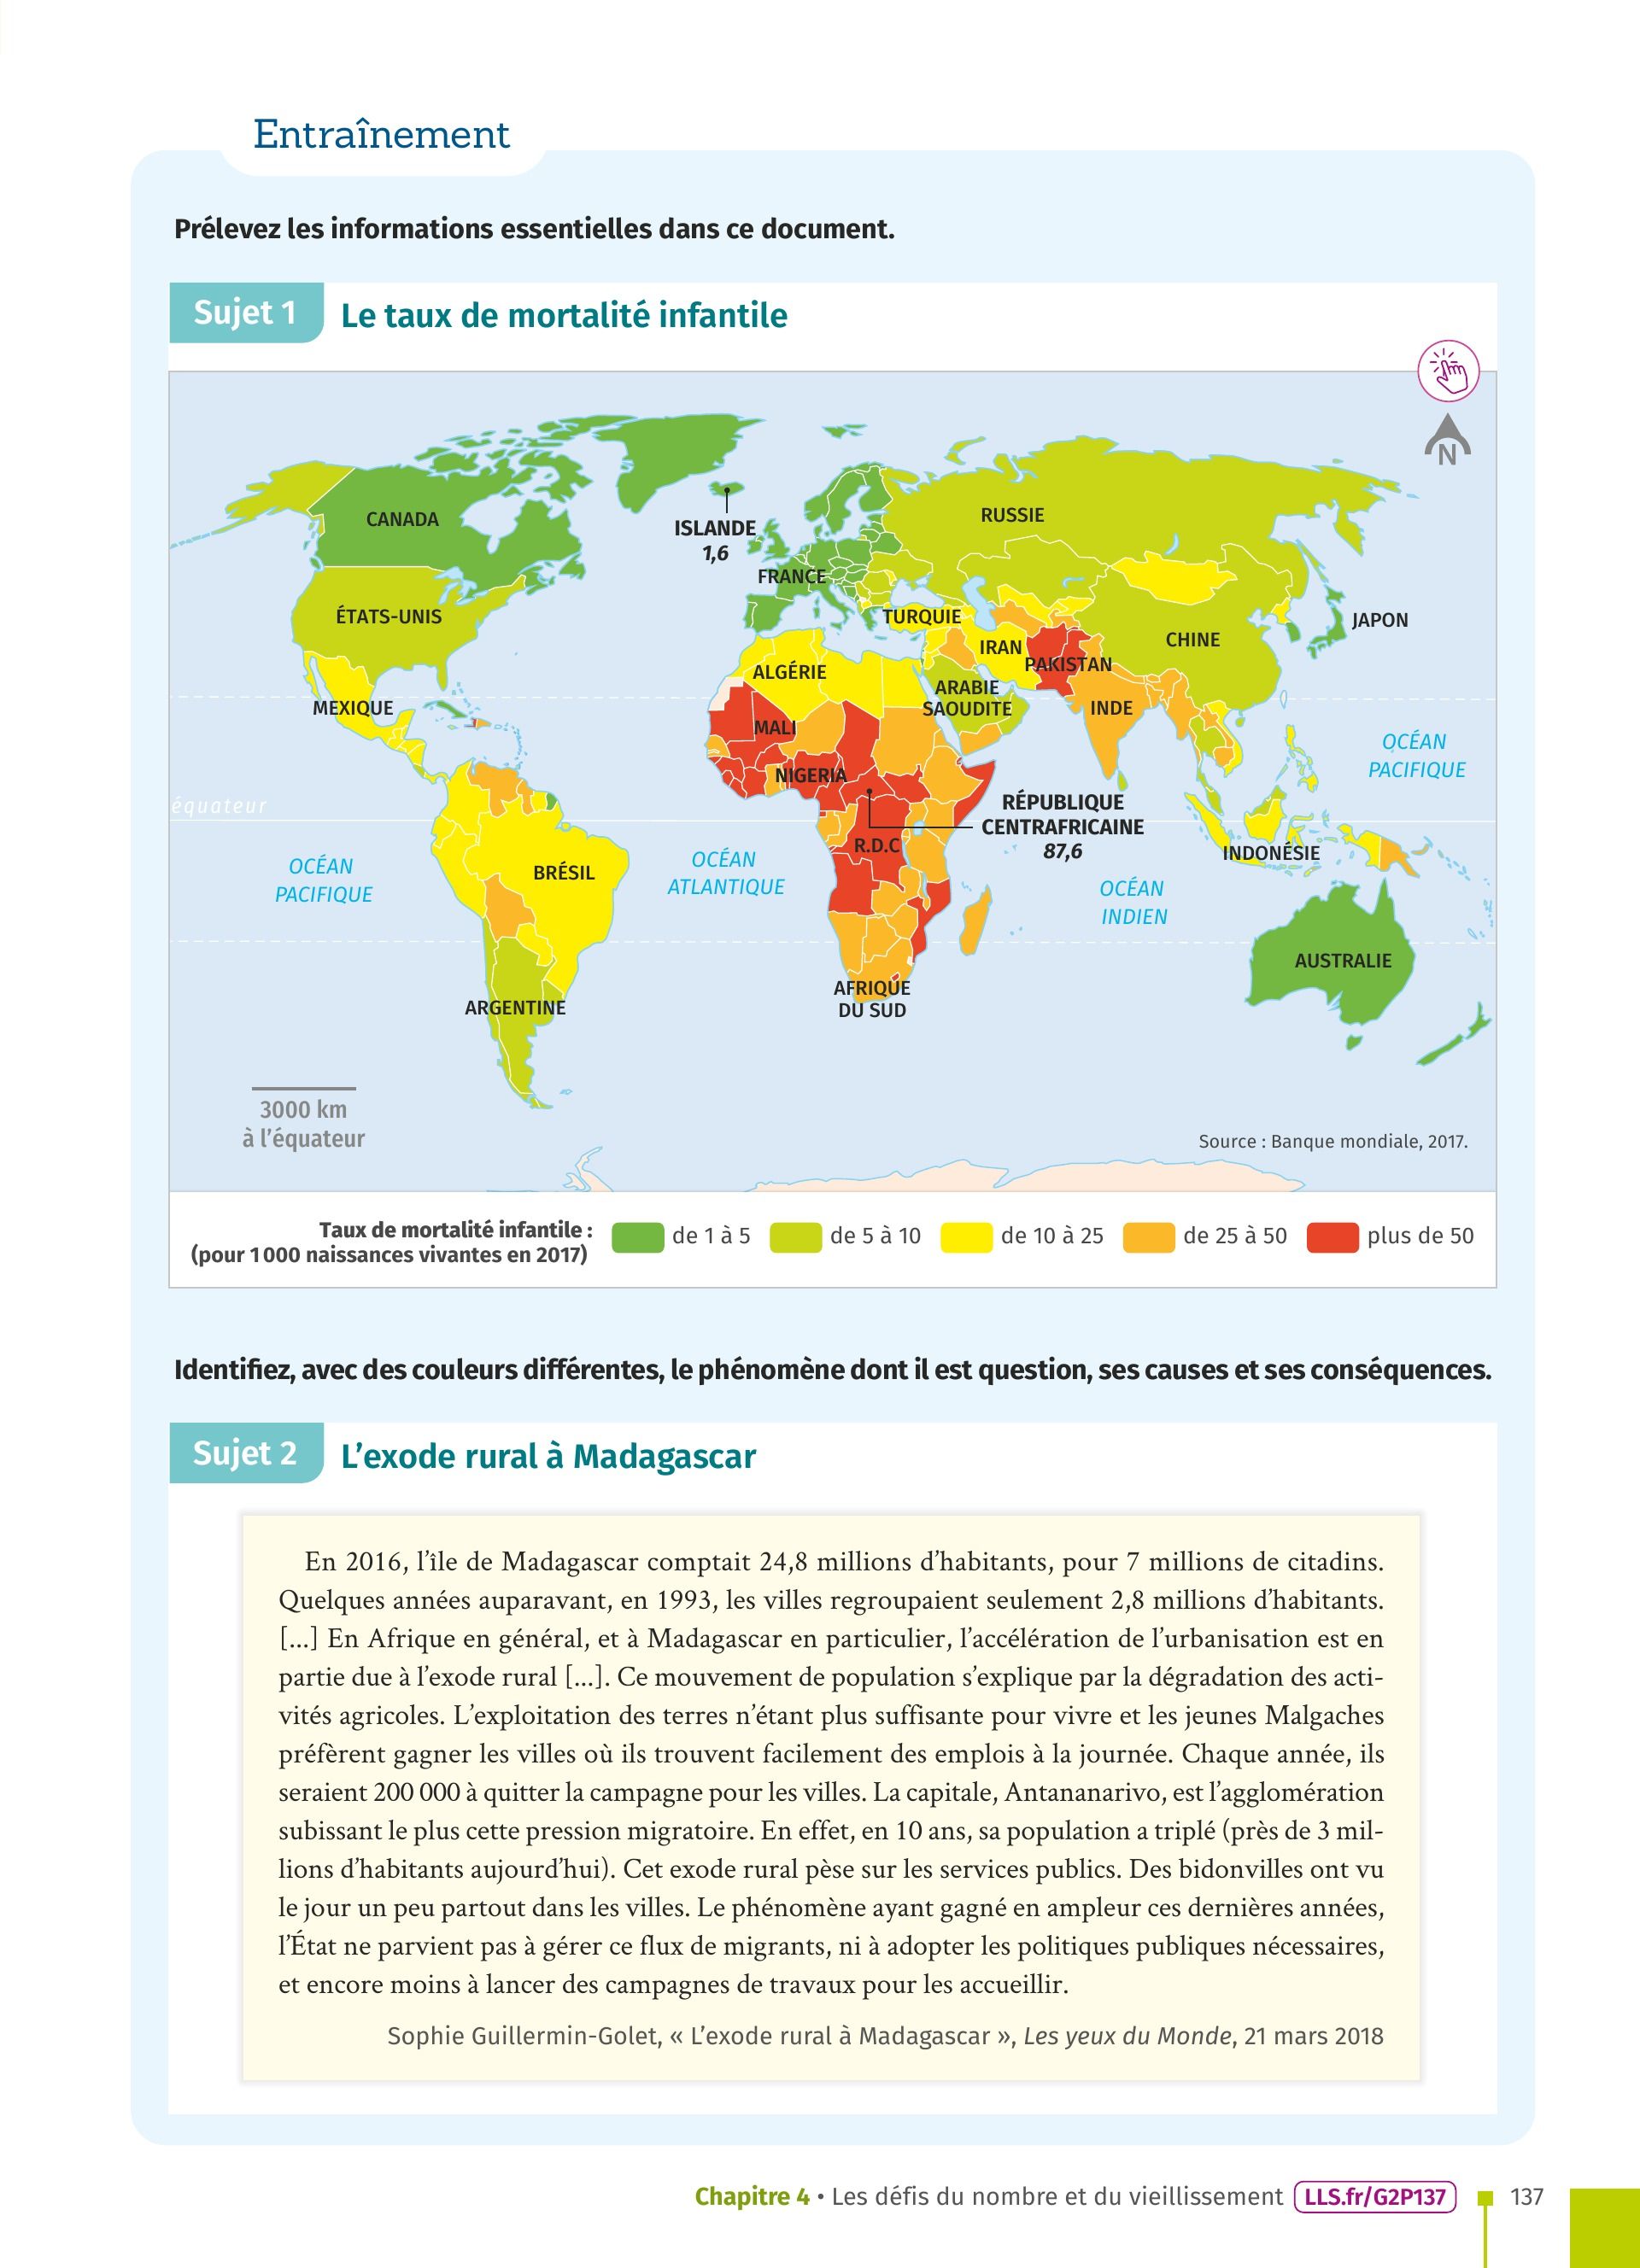 Entraînement
Prélevez les informations essentielles dans ce document.
Sujet 1
Le taux de mortalité infantile
N
CANADA
ISLANDE
1,6
RUSSIE
FRANCE
ÉTATS-UNIS
TURQUIE
JAPON
CHINE
IRAN
PAKISTAN
ALGÉRIE
ARABIE
SAOUDITE
MEXIQUE
INDE
MALI
OCÉAN
PACIFIQUE
NIGERIA
équateur
RÉPUBLIQUE
CENTRAFRICAINE
87,6
R.D.C
INDONÉSIE
OCÉAN
PACIFIQUE
BRÉSIL
OCÉAN
ATLANTIQUE
OCÉAN
INDIEN
AUSTRALIE
AFRIQUE
DU SUD
ARGENTINE
3000 km
à l’équateur
Source : Banque mondiale, 2017.
Taux de mortalité infantile :
(pour 1 000 naissances vivantes en 2017)
de 1 à 5
de 5 à 10
de 10 à 25
de 25 à 50
plus de 50
Identifiez, avec des couleurs différentes, le phénomène dont il est question, ses causes et ses conséquences.
Sujet 2
L’exode rural à Madagascar
En 2016, l’île de Madagascar comptait 24,8 millions d’habitants, pour 7 millions de citadins.
Quelques années auparavant, en 1993, les villes regroupaient seulement 2,8 millions d’habitants.
[...] En Afrique en général, et à Madagascar en particulier, l’accélération de l’urbanisation est en
partie due à l’exode rural [...]. Ce mouvement de population s’explique par la dégradation des acti-
vités agricoles. L’exploitation des terres n’étant plus suffisante pour vivre et les jeunes Malgaches
préfèrent gagner les villes où ils trouvent facilement des emplois à la journée. Chaque année, ils
seraient 200 000 à quitter la campagne pour les villes. La capitale, Antananarivo, est l’agglomération
subissant le plus cette pression migratoire. En effet, en 10 ans, sa population a triplé (près de 3 mil-
lions d’habitants aujourd’hui). Cet exode rural pèse sur les services publics. Des bidonvilles ont vu
le jour un peu partout dans les villes. Le phénomène ayant gagné en ampleur ces dernières années,
l’État ne parvient pas à gérer ce flux de migrants, ni à adopter les politiques publiques nécessaires,
et encore moins à lancer des campagnes de travaux pour les accueillir.
Sophie Guillermin-Golet, « L’exode rural à Madagascar », Les yeux du Monde, 21 mars 2018
Chapitre 4 • Les défis du nombre et du vieillissement LLS.fr/G2P137 137